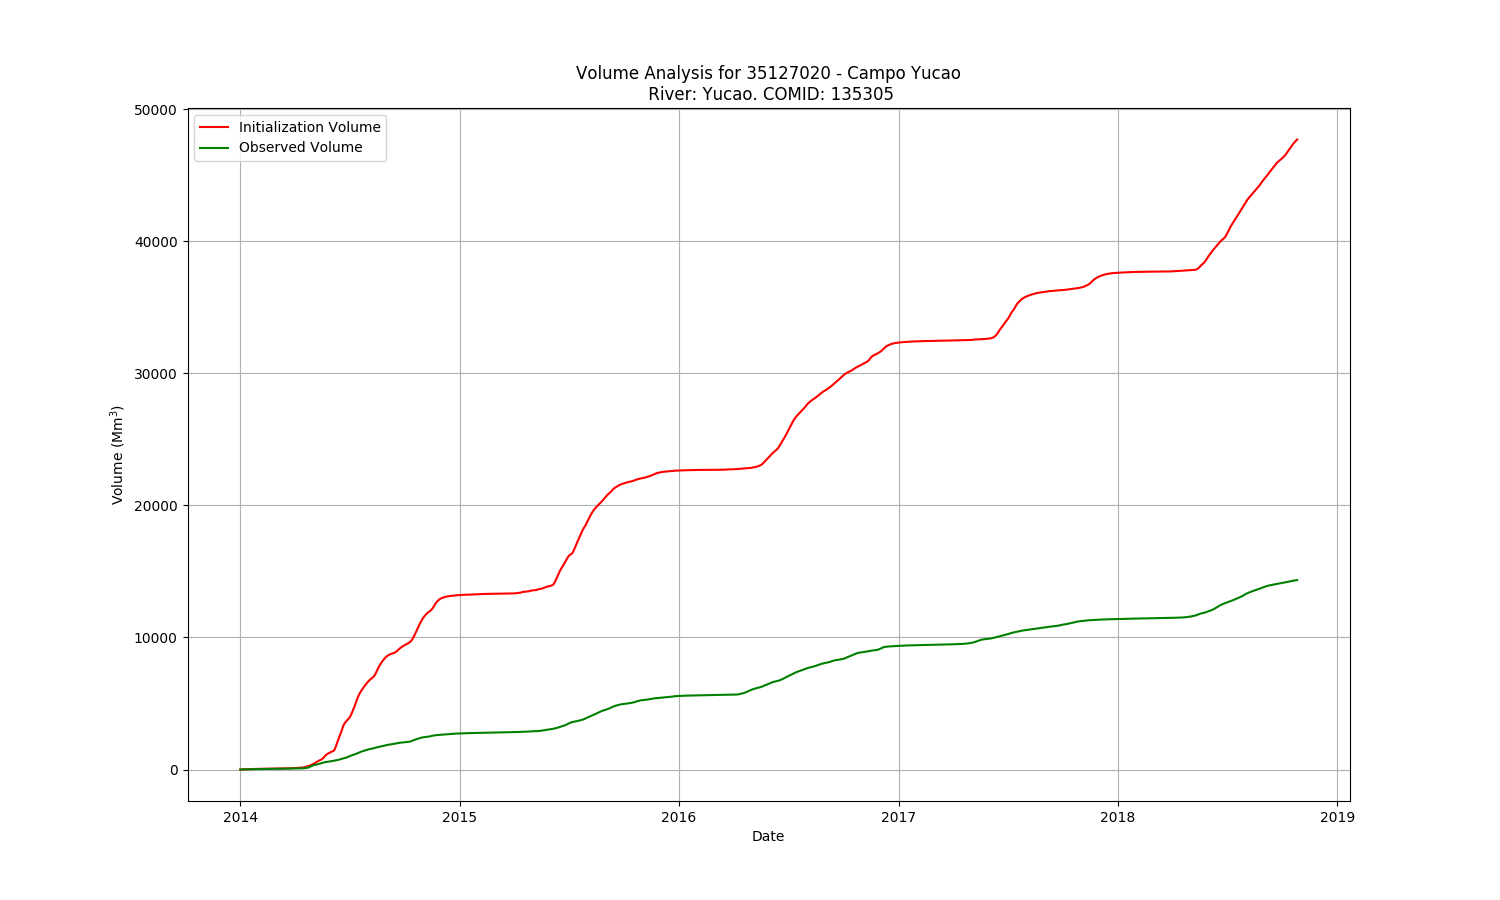 Volume Analysis for 35127020 - Campo Yucao
River: Yucao. COMID: 135305
Initialization Volume
Observed Volume
50000
40000
30000
20000
10000
0
Volume (Mm³)
2014 2015 2016 2017 2018 2019
Date